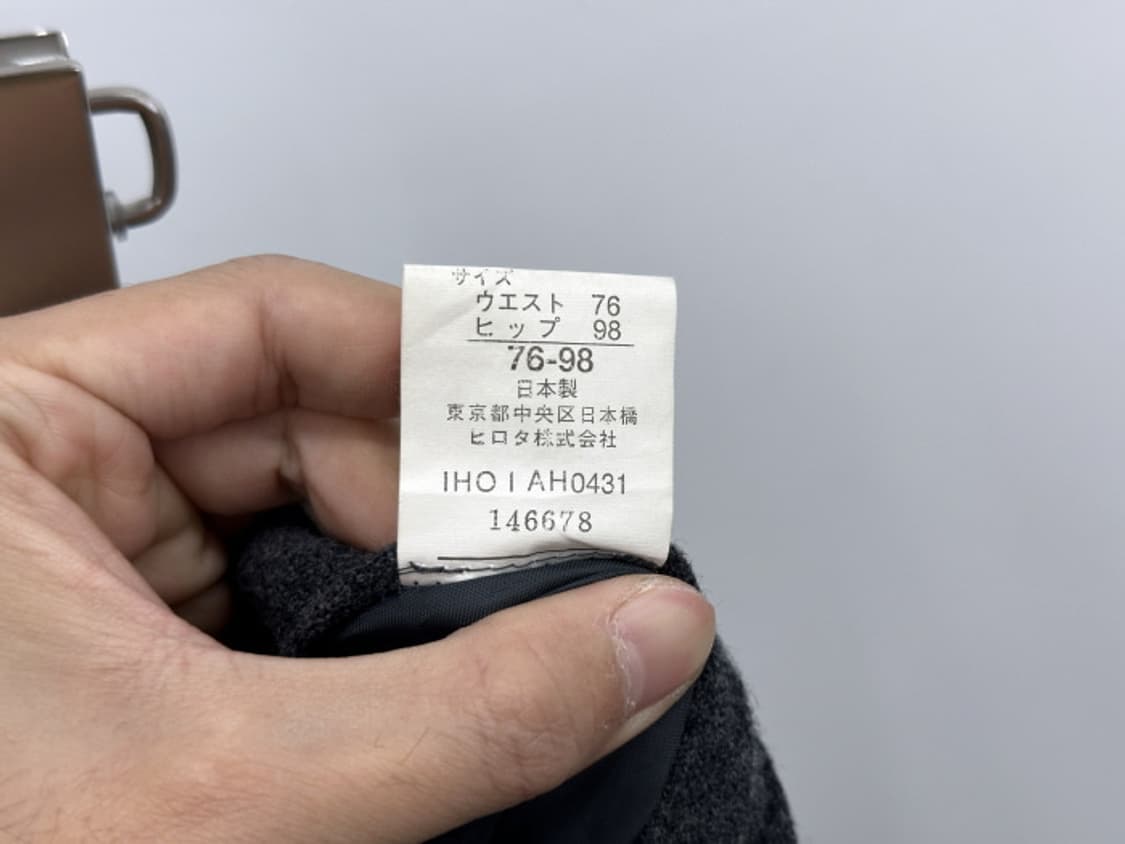 サイズ
ウエスト 76
ヒップ 98
76-98
日本製
東京都中央区日本橋
ヒロタ株式会社
IHO I AH0431
146678